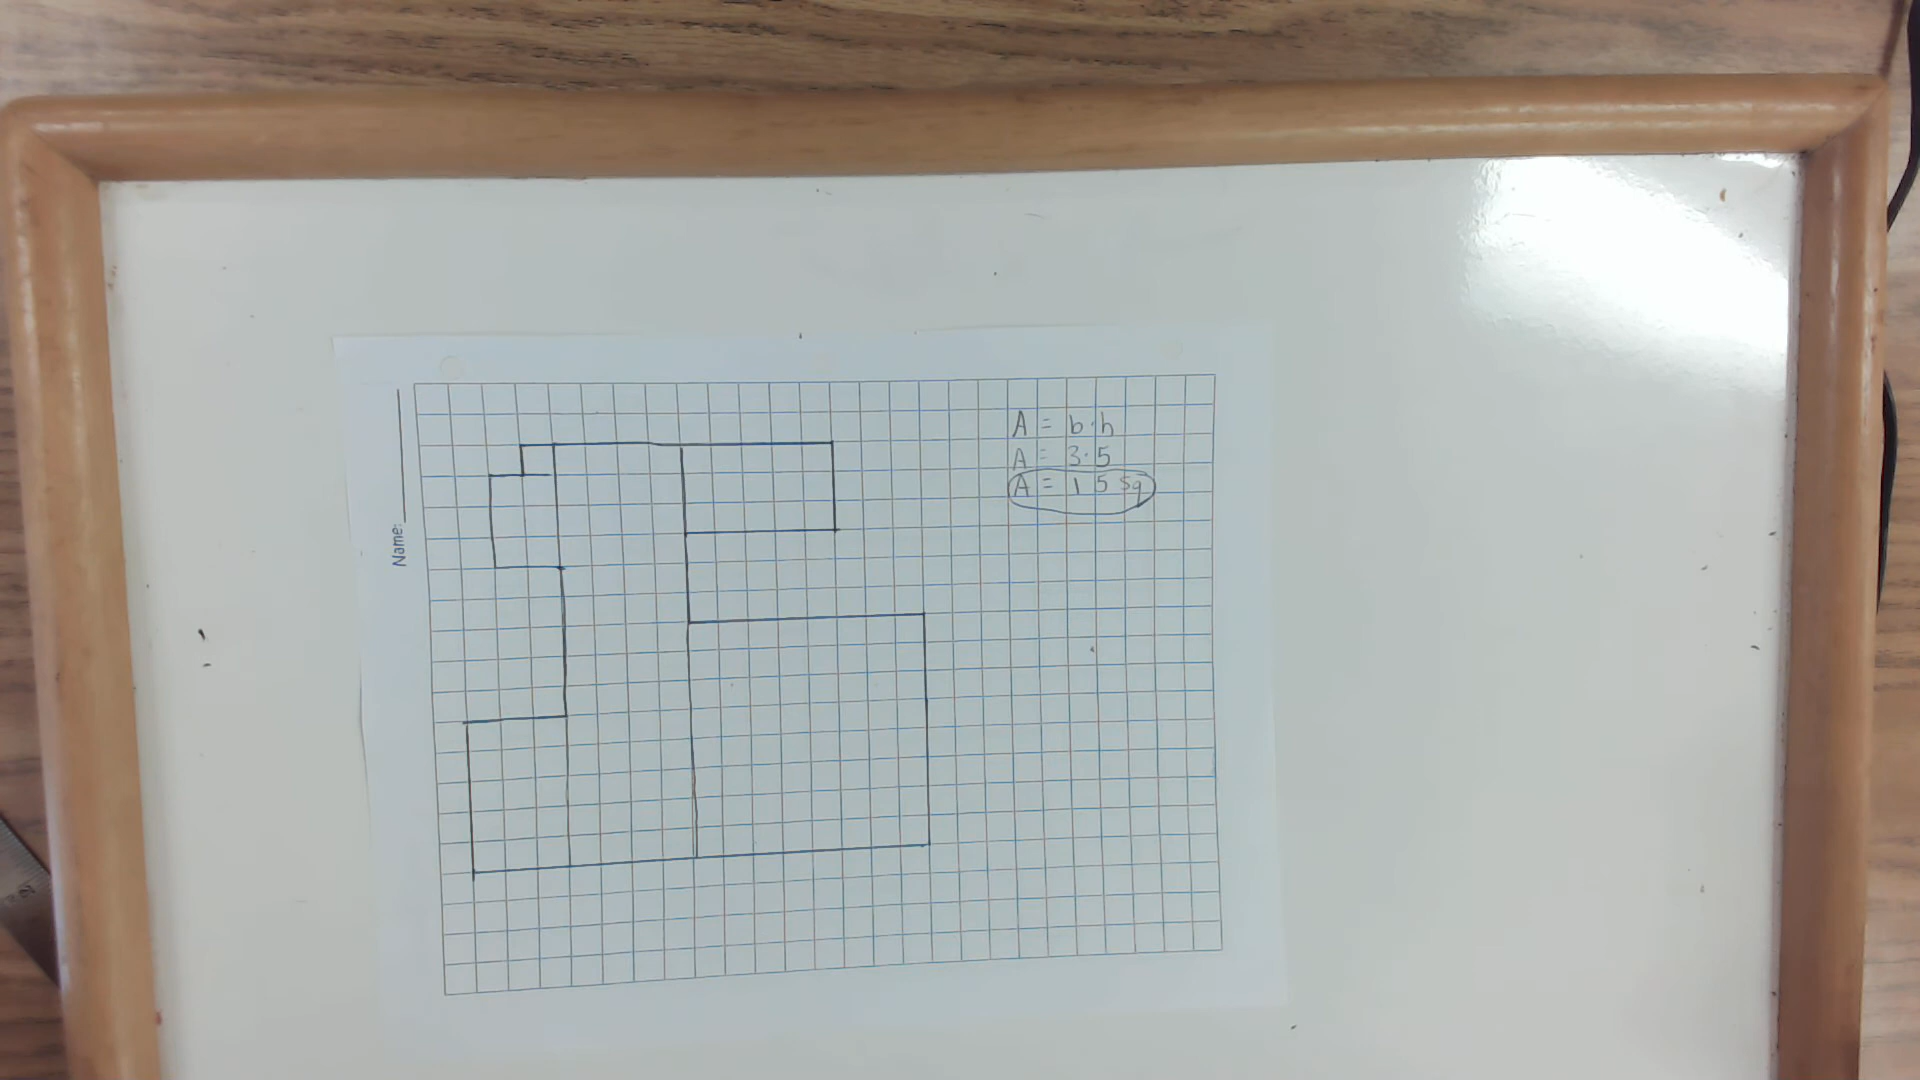 Name:
A = b·h
A = 3·5
A = 15 sq